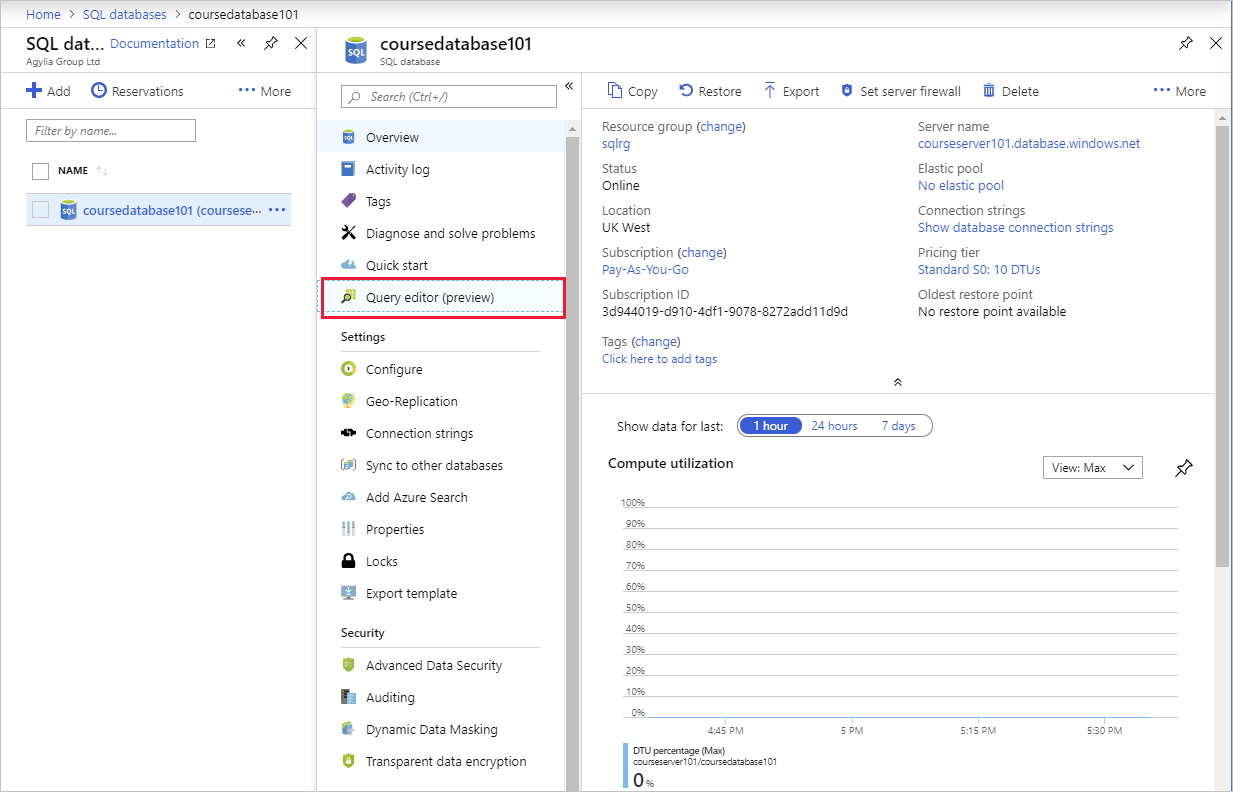 Home > SQL databases > coursedatabase101
SQL dat... Documentation
Agylia Group Ltd
Add Reservations ··· More
Filter by name...
NAME
SQL coursedatabase101 (coursese... ···
SQL coursedatabase101
SQL database
Search (Ctrl+/)
Overview
Activity log
Tags
Diagnose and solve problems
Quick start
Query editor (preview)
Settings
Configure
Geo-Replication
Connection strings
Sync to other databases
Add Azure Search
Properties
Locks
Export template
Security
Advanced Data Security
Auditing
Dynamic Data Masking
Transparent data encryption
Copy Restore Export Set server firewall Delete ··· More
Resource group (change)
sqlrg
Status
Online
Location
UK West
Subscription (change)
Pay-As-You-Go
Subscription ID
3d944019-d910-4df1-9078-8272add11d9d
Tags (change)
Click here to add tags
Server name
courseserver101.database.windows.net
Elastic pool
No elastic pool
Connection strings
Show database connection strings
Pricing tier
Standard S0: 10 DTUs
Oldest restore point
No restore point available
Show data for last: 1 hour 24 hours 7 days
Compute utilization
View: Max
100%
90%
80%
70%
60%
50%
40%
30%
20%
10%
0%
4:45 PM 5 PM 5:15 PM 5:30 PM
DTU percentage (Max)
courseserver101/coursedatabase101
0 %